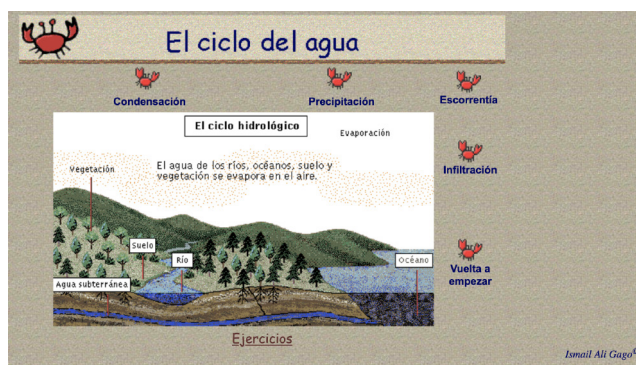 El ciclo del agua
Condensación
Precipitación
Escorrentía
El ciclo hidrológico
Evaporación
El agua de los ríos, océanos, suelo y
vegetación se evapora en el aire.
Vegetación
Infiltración
Suelo
Río
Océano
Agua subterránea
Vuelta a
empezar
Ejercicios
Ismail Ali Gago©